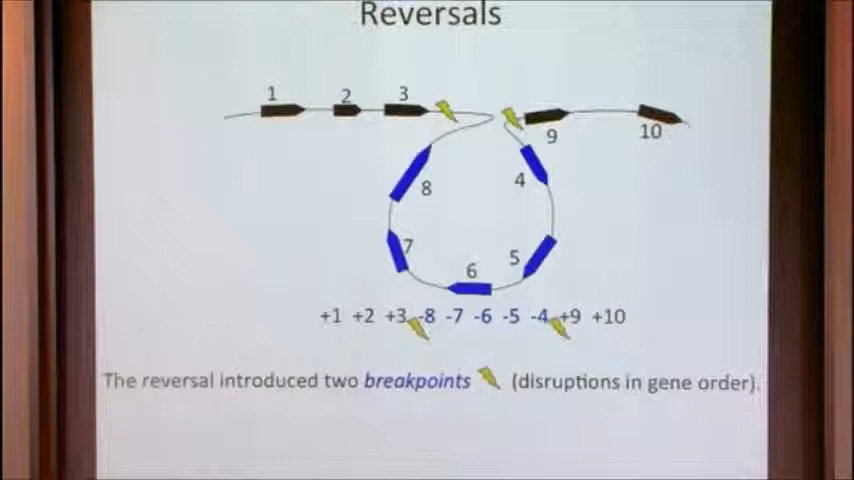 Reversals
1 2 3 9 10
8 4
7 5
6
+1 +2 +3 -8 -7 -6 -5 -4 +9 +10
The reversal introduced two breakpoints (disruptions in gene order).